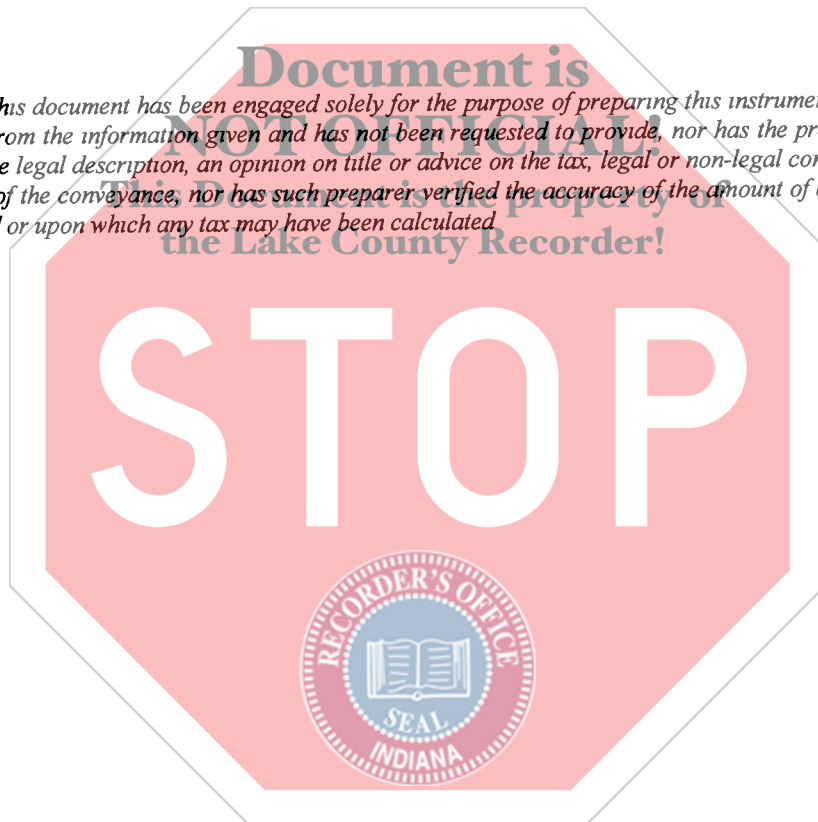 Document is
his document has been engaged solely for the purpose of preparing this instrument
rom the information given and has not been requested to provide, nor has the
NOT OFFICIAL!
e legal description, an opinion on title or advice on the tax, legal or non-legal
of the conveyance, nor has such preparer verified the accuracy of the amount of
This Document is the property of
or upon which any tax may have been calculated
the Lake County Recorder!
STOP
RECORDER'S OFFICE
SEAL
INDIANA